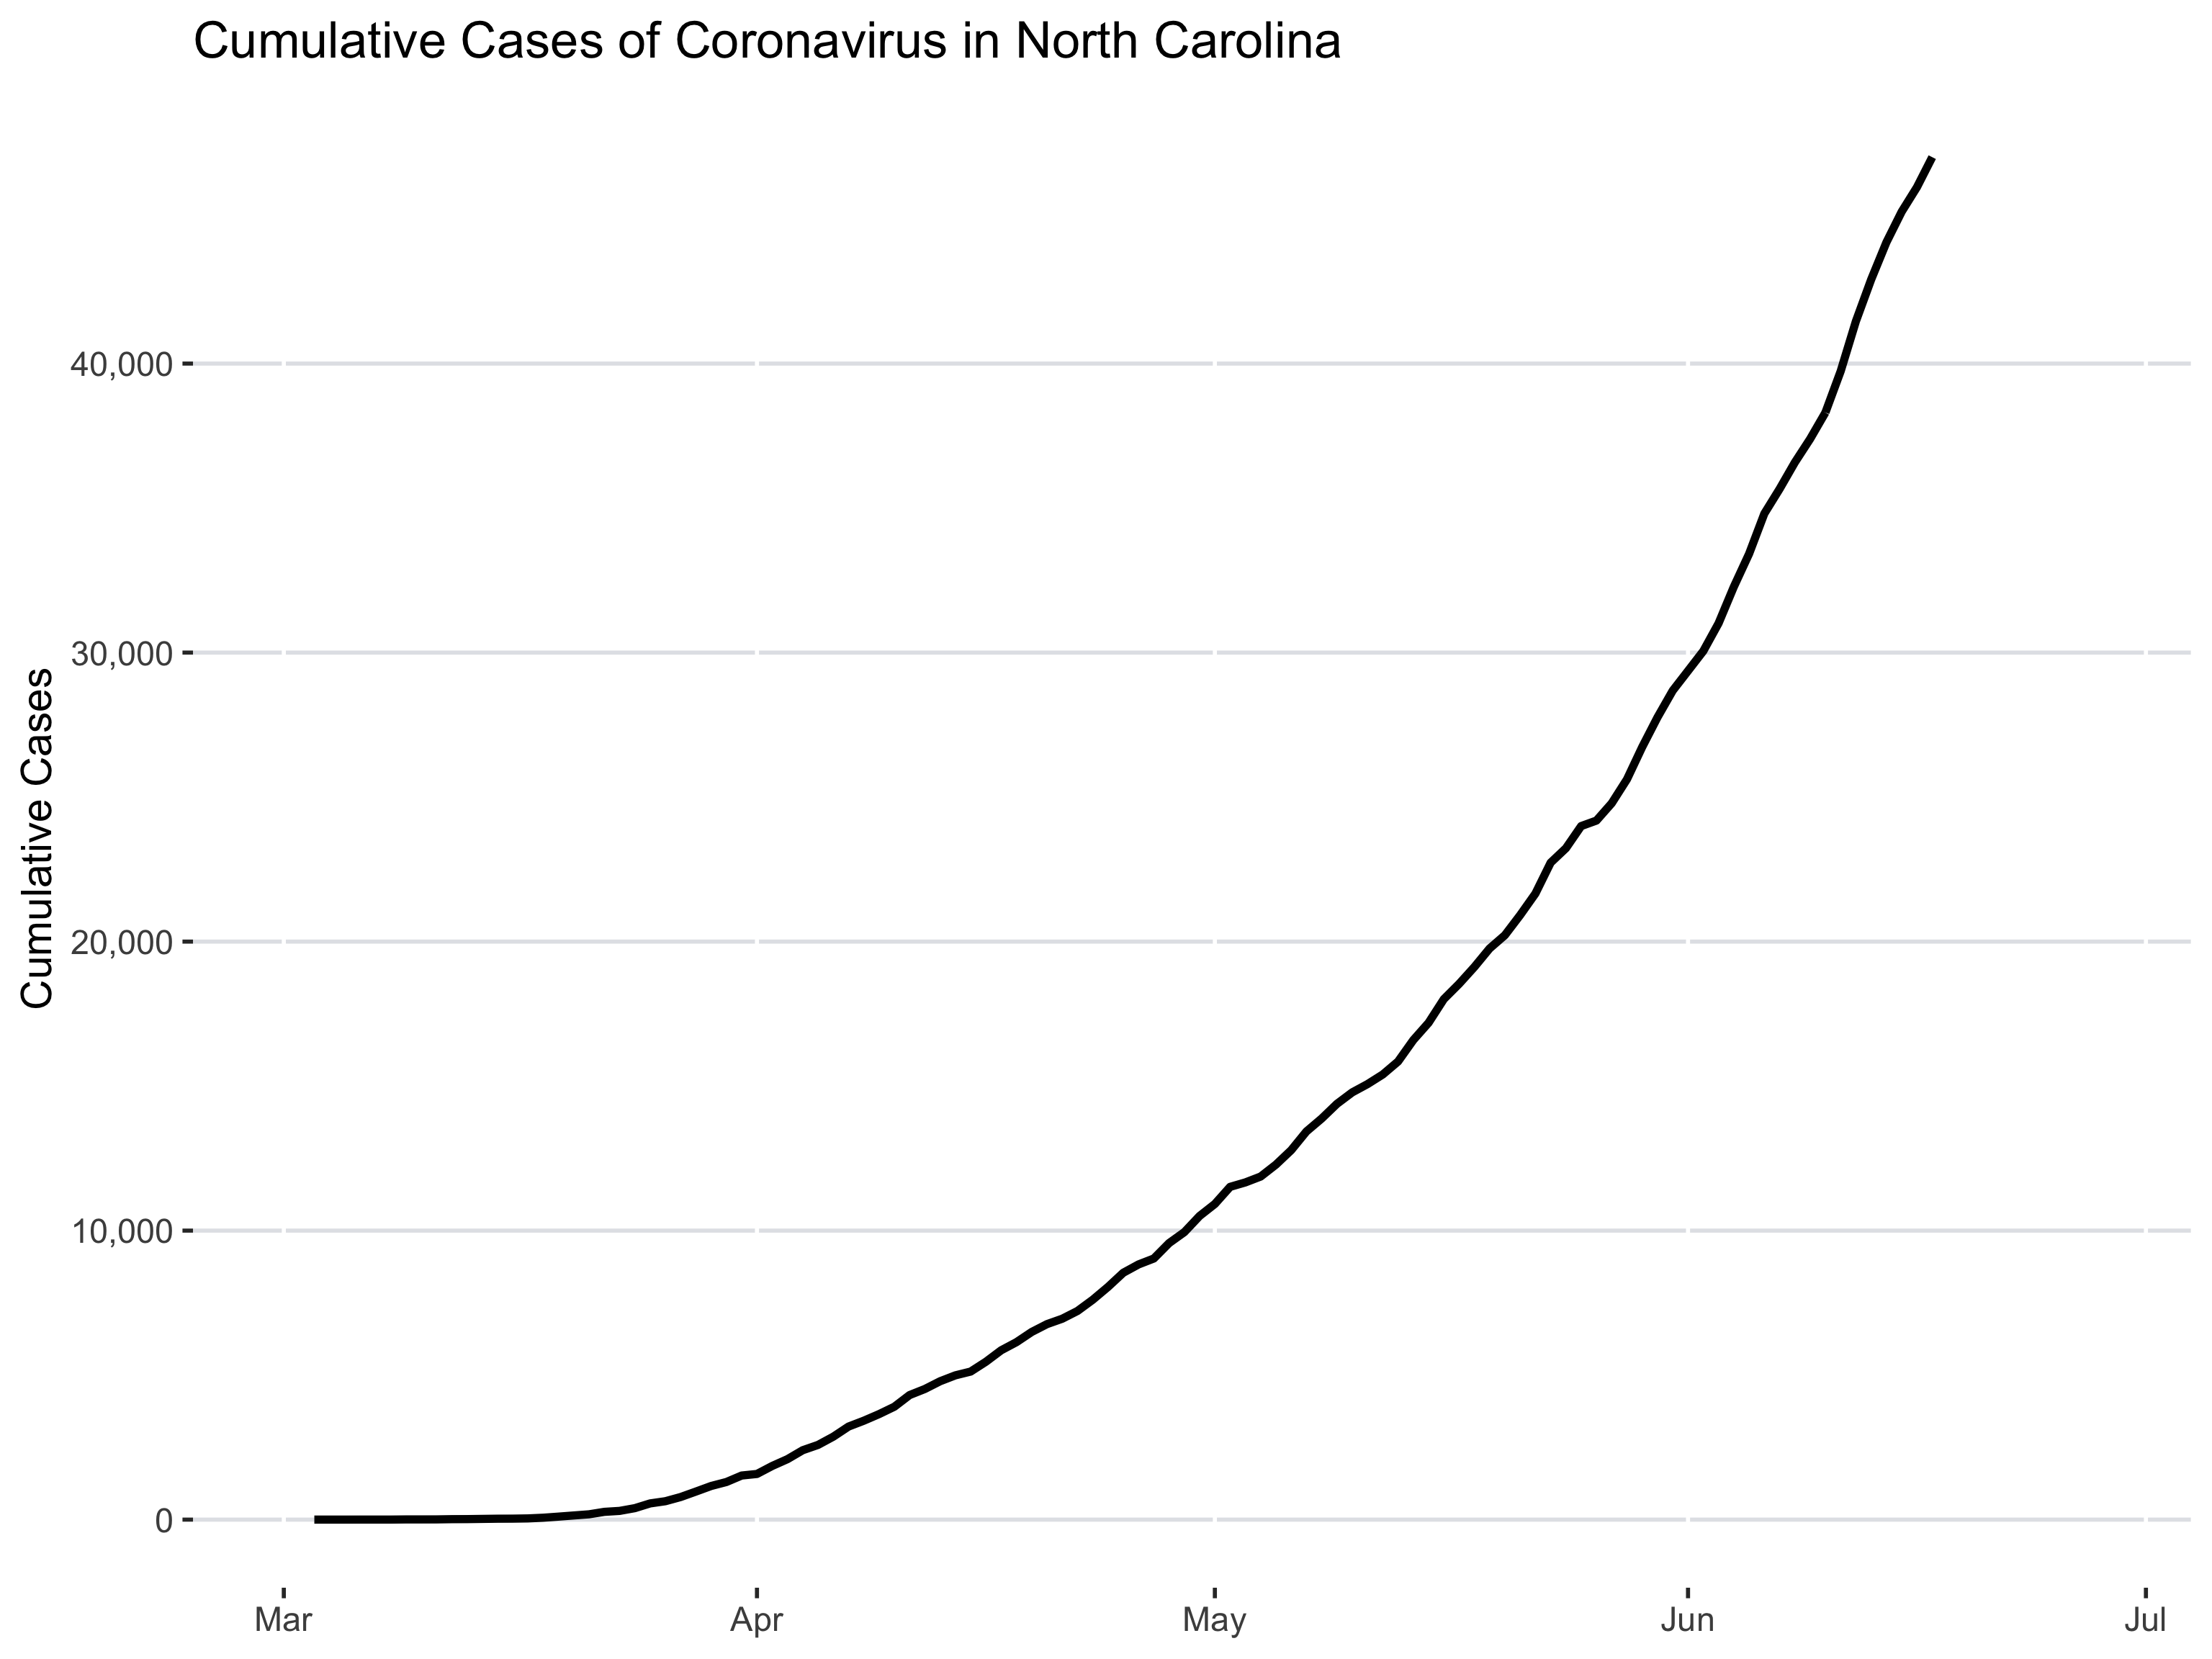 Cumulative Cases of Coronavirus in North Carolina
Cumulative Cases
40,000
30,000
20,000
10,000
0
Mar
Apr
May
Jun
Jul